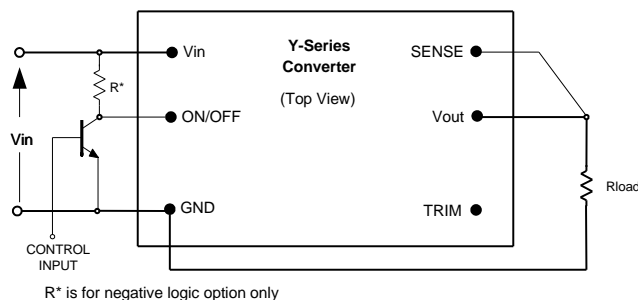 Y-Series
Converter
(Top View)
Vin
SENSE
R*
ON/OFF
Vout
Vin
Rload
GND
TRIM
CONTROL
INPUT
R* is for negative logic option only